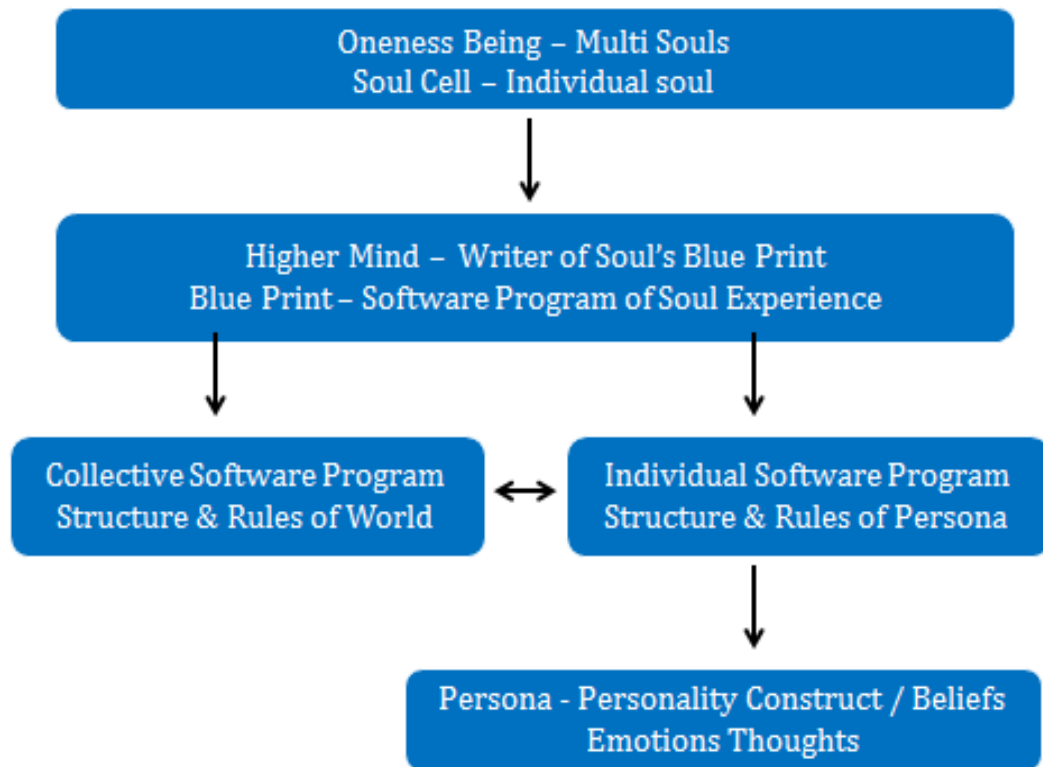 Oneness Being – Multi Souls
Soul Cell – Individual soul
Higher Mind – Writer of Soul's Blue Print
Blue Print – Software Program of Soul Experience
Collective Software Program
Structure & Rules of World
Individual Software Program
Structure & Rules of Persona
Persona - Personality Construct / Beliefs
Emotions Thoughts